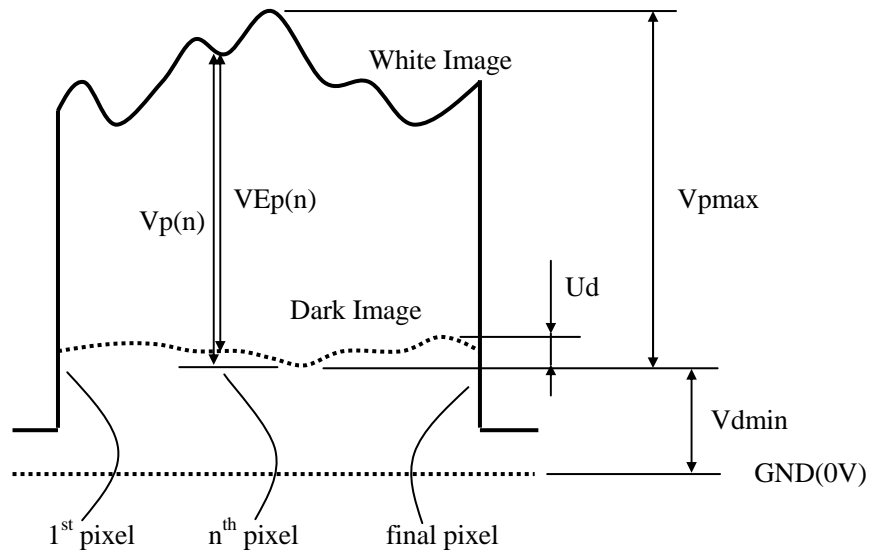 White Image
VEp(n)
Vp(n)
Vpmax
Ud
Dark Image
Vdmin
GND(0V)
1st pixel
nth pixel
final pixel